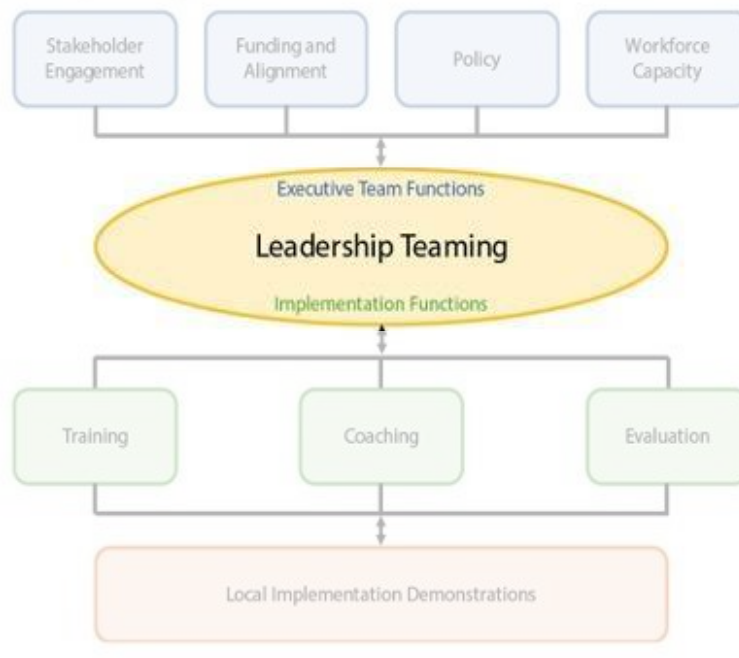 Stakeholder
Engagement
Funding and
Alignment
Policy
Workforce
Capacity
Executive Team Functions
Leadership Teaming
Implementation Functions
Training
Coaching
Evaluation
Local Implementation Demonstrations